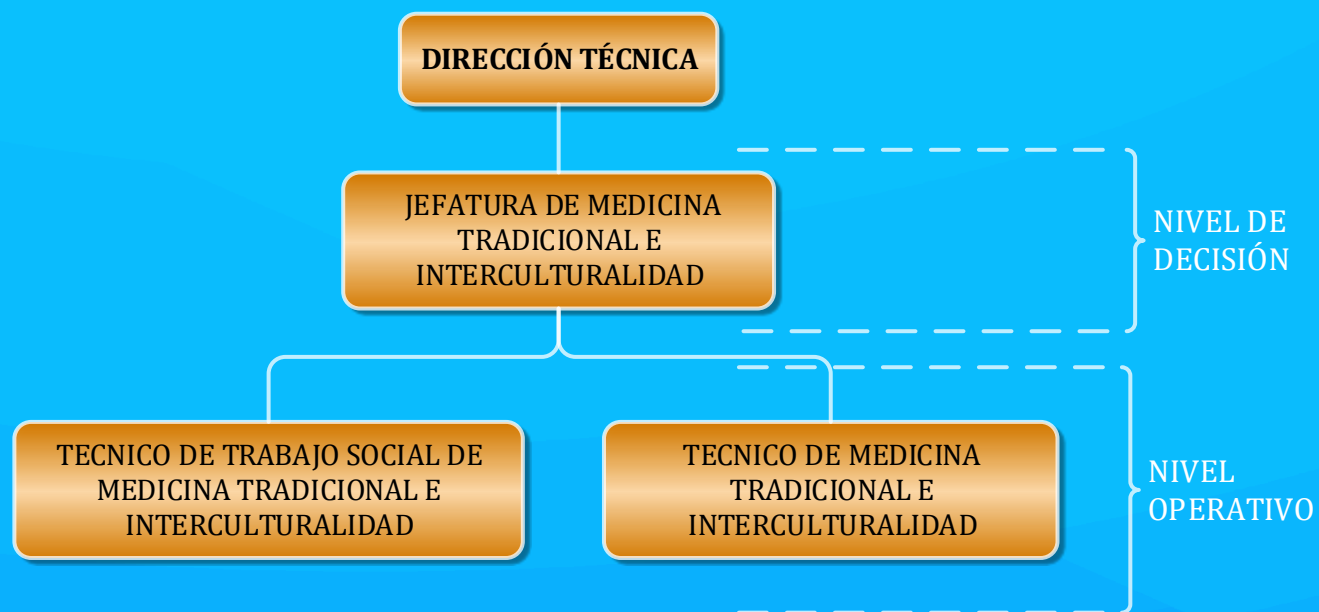 DIRECCIÓN TÉCNICA
JEFATURA DE MEDICINA
TRADICIONAL E
INTERCULTURALIDAD
NIVEL DE
DECISIÓN
TECNICO DE TRABAJO SOCIAL DE
MEDICINA TRADICIONAL E
INTERCULTURALIDAD
TECNICO DE MEDICINA
TRADICIONAL E
INTERCULTURALIDAD
NIVEL
OPERATIVO